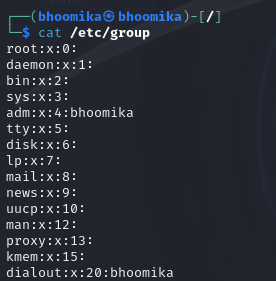 ┌──(bhoomika㉿bhoomika)-[/]
└─$ cat /etc/group
root:x:0:
daemon:x:1:
bin:x:2:
sys:x:3:
adm:x:4:bhoomika
tty:x:5:
disk:x:6:
lp:x:7:
mail:x:8:
news:x:9:
uucp:x:10:
man:x:12:
proxy:x:13:
kmem:x:15:
dialout:x:20:bhoomika